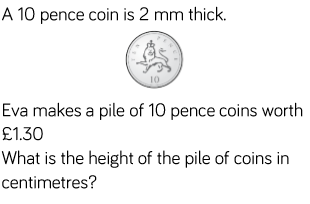 A 10 pence coin is 2 mm thick.
10
Eva makes a pile of 10 pence coins worth
£1.30
What is the height of the pile of coins in
centimetres?